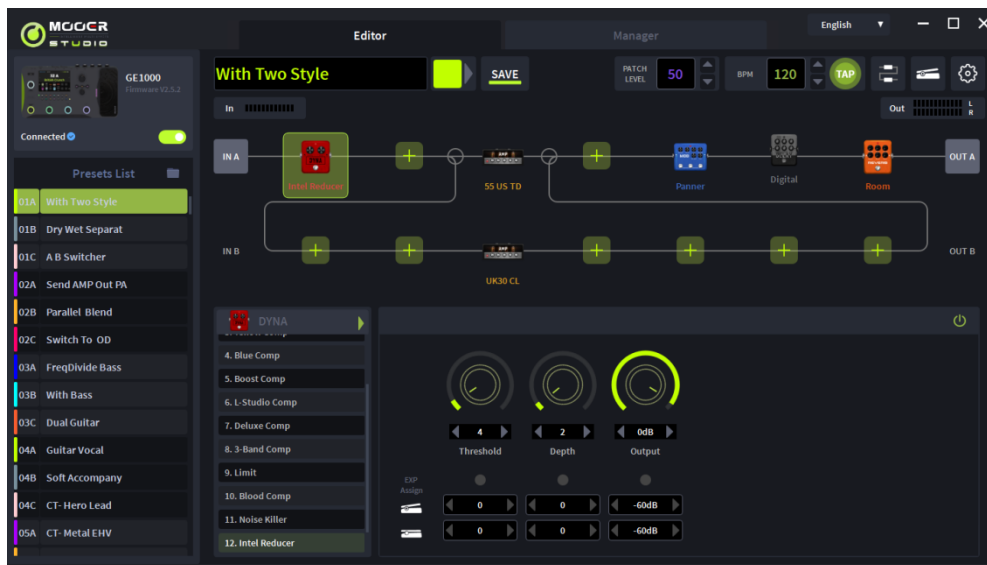 MOOER
STUDIO
Editor
Manager
English
GE1000
Firmware V2.5.2
Connected
With Two Style
SAVE
PATCH LEVEL
50
BPM
120
TAP
In
Out
L
R
IN A
Intel Reducer
55 US TD
Panner
Digital
Room
OUT A
IN B
UK30 CL
OUT B
Presets List
01A With Two Style
01B Dry Wet Separat
01C A B Switcher
02A Send AMP Out PA
02B Parallel Blend
02C Switch To OD
03A FreqDivide Bass
03B With Bass
03C Dual Guitar
04A Guitar Vocal
04B Soft Accompany
04C CT- Hero Lead
05A CT- Metal EHV
DYNA
4. Blue Comp
5. Boost Comp
6. L-Studio Comp
7. Deluxe Comp
8. 3-Band Comp
9. Limit
10. Blood Comp
11. Noise Killer
12. Intel Reducer
4 2 0dB
Threshold Depth Output
EXP
Assign
0 0 -60dB
0 0 -60dB